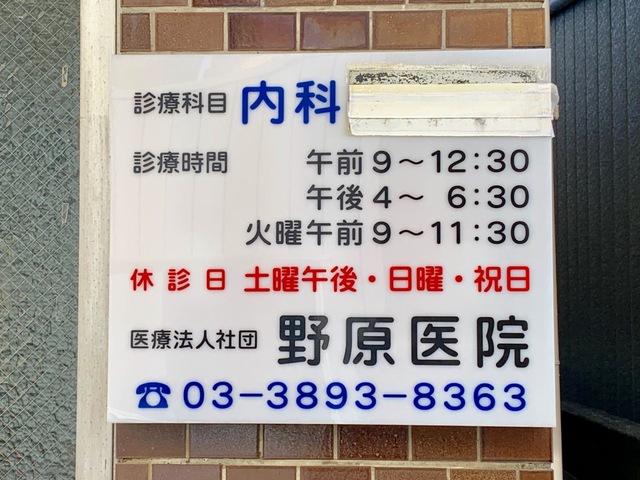 診療科目 内科
診療時間 午前9〜12:30
午後4〜 6:30
火曜午前9〜11:30
休診日 土曜午後・日曜・祝日
医療法人社団 野原医院
☎03-3893-8363